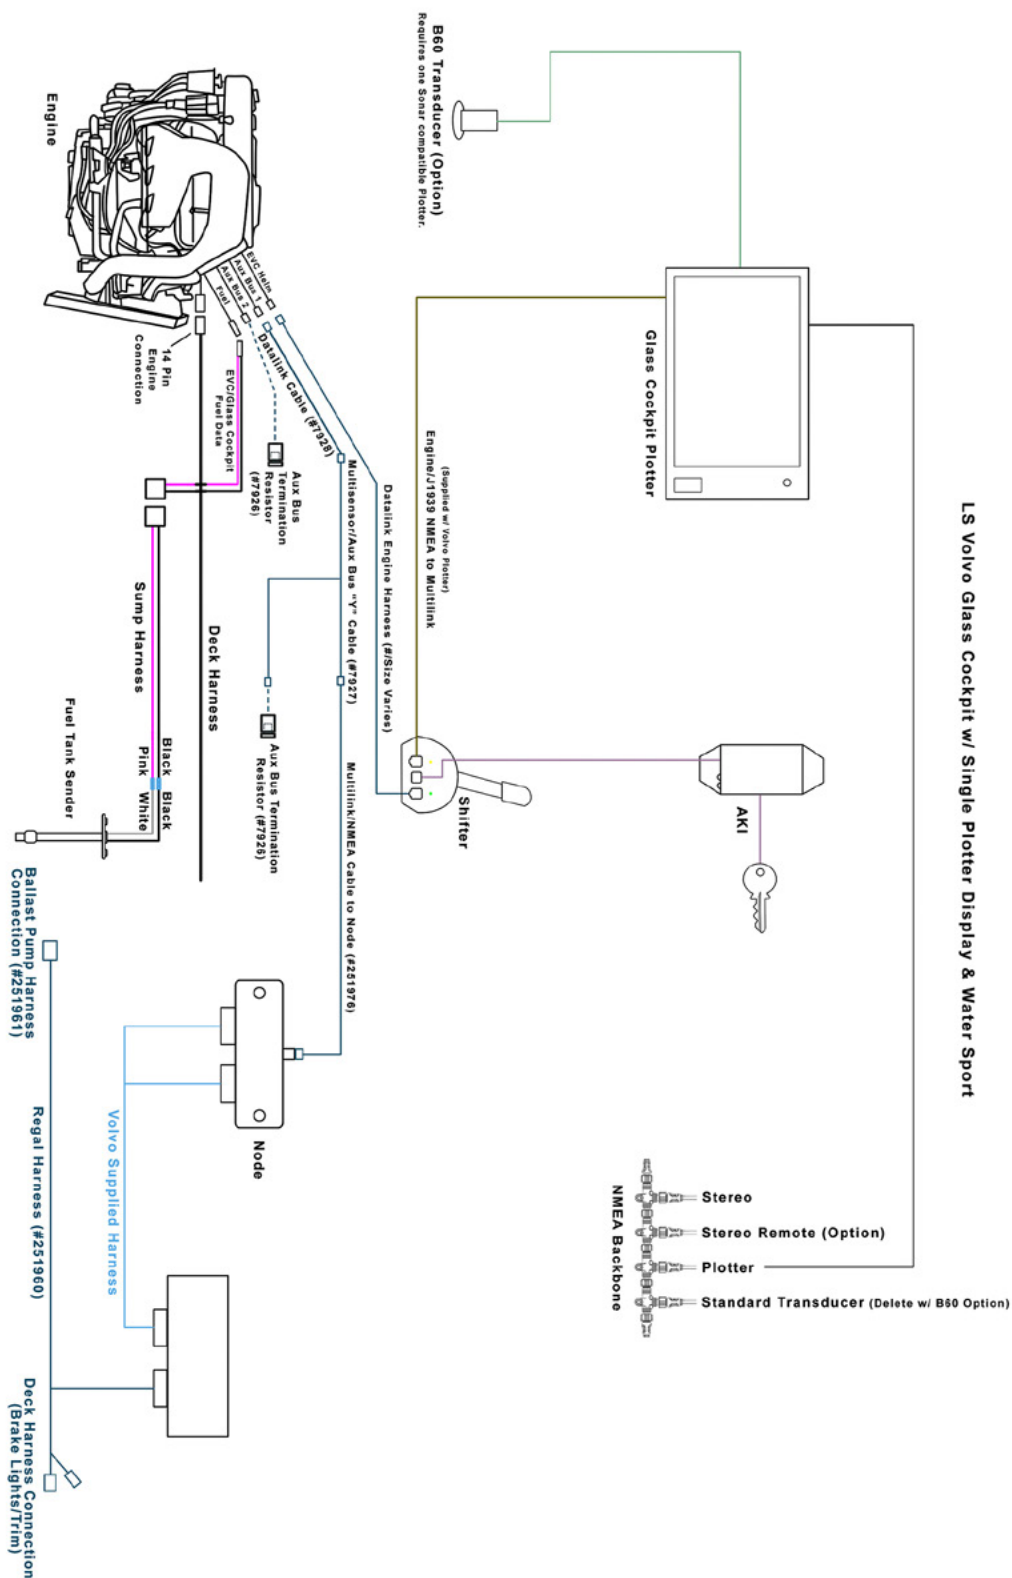 LS Volvo Glass Cockpit w/ Single Plotter Display & Water Sport
B60 Transducer (Option)
Requires one Sonar compatible Plotter.
Glass Cockpit Plotter
Stereo
Stereo Remote (Option)
Plotter
Standard Transducer (Delete w/ B60 Option)
NMEA Backbone
AKI
Shifter
(Supplied w/ Volvo Plotter)
Engine/J1939 NMEA to Multilink
Datalink Engine Harness (#/Size Varies)
Multisensor/Aux Bus "Y" Cable (#7927)
Multilink/NMEA Cable to Node (#251976)
Engine
EVC Helm
Aux Bus 1
Aux Bus 2
Fuel
Datalink Cable (#7928)
Aux Bus
Termination
Resistor
(#7926)
Aux Bus Termination
Resistor (#7926)
EVC/Glass Cockpit
Fuel Data
14 Pin
Engine
Connection
Deck Harness
Sump Harness
Black
Black
Pink
White
Fuel Tank Sender
Node
Volvo Supplied Harness
Ballast Pump Harness
Connection (#251961)
Regal Harness (#251960)
Deck Harness Connection
(Brake Lights/Trim)